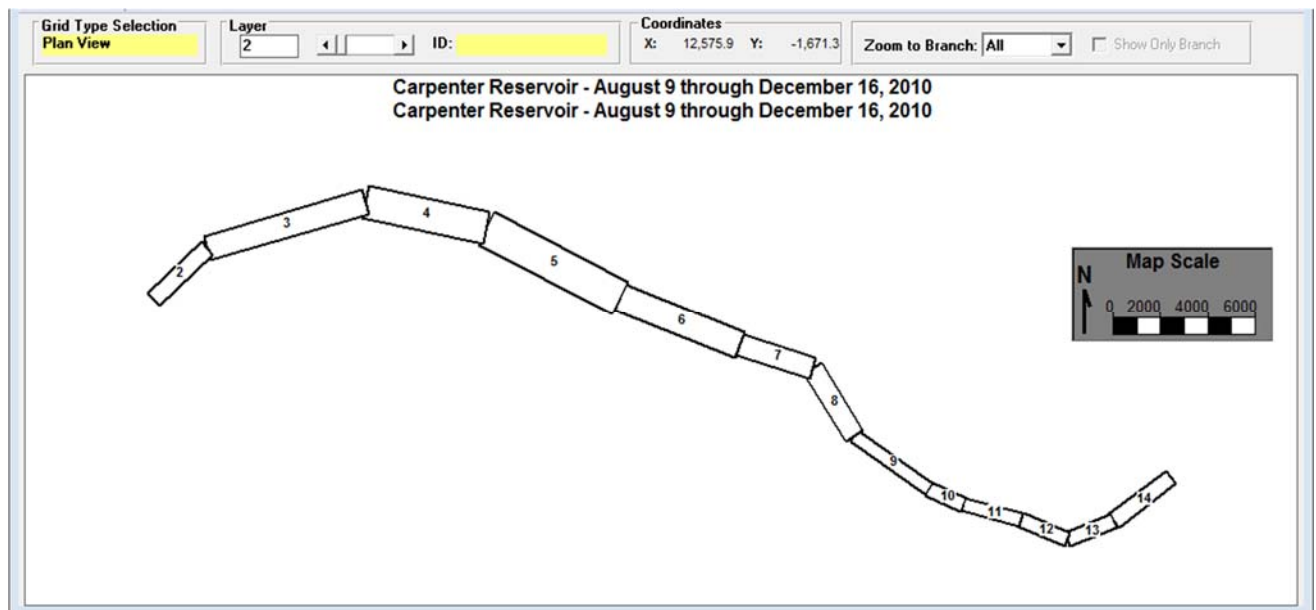 Grid Type Selection
Plan View
Layer
2
ID:
Coordinates
X: 12,575.9 Y: -1,671.3
Zoom to Branch: All
Show Only Branch
Carpenter Reservoir - August 9 through December 16, 2010
Carpenter Reservoir - August 9 through December 16, 2010
2
3
4
5
6
7
8
9
10
11
12
13
14
Map Scale
N
0 2000 4000 6000